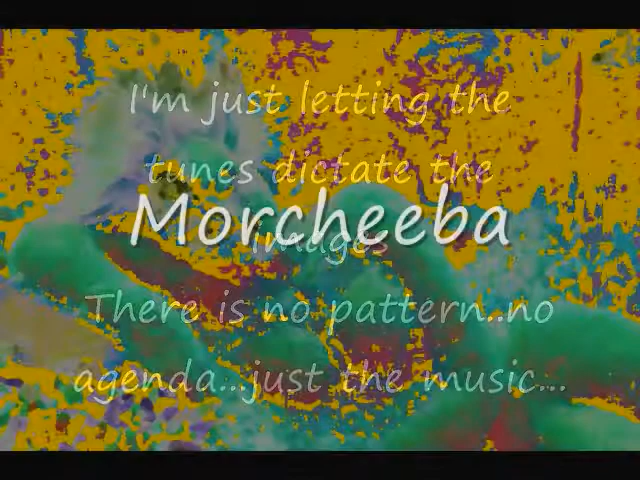 I'm just letting the
tunes dictate the
Morcheeba
images
There is no pattern..no
agenda...just the music...